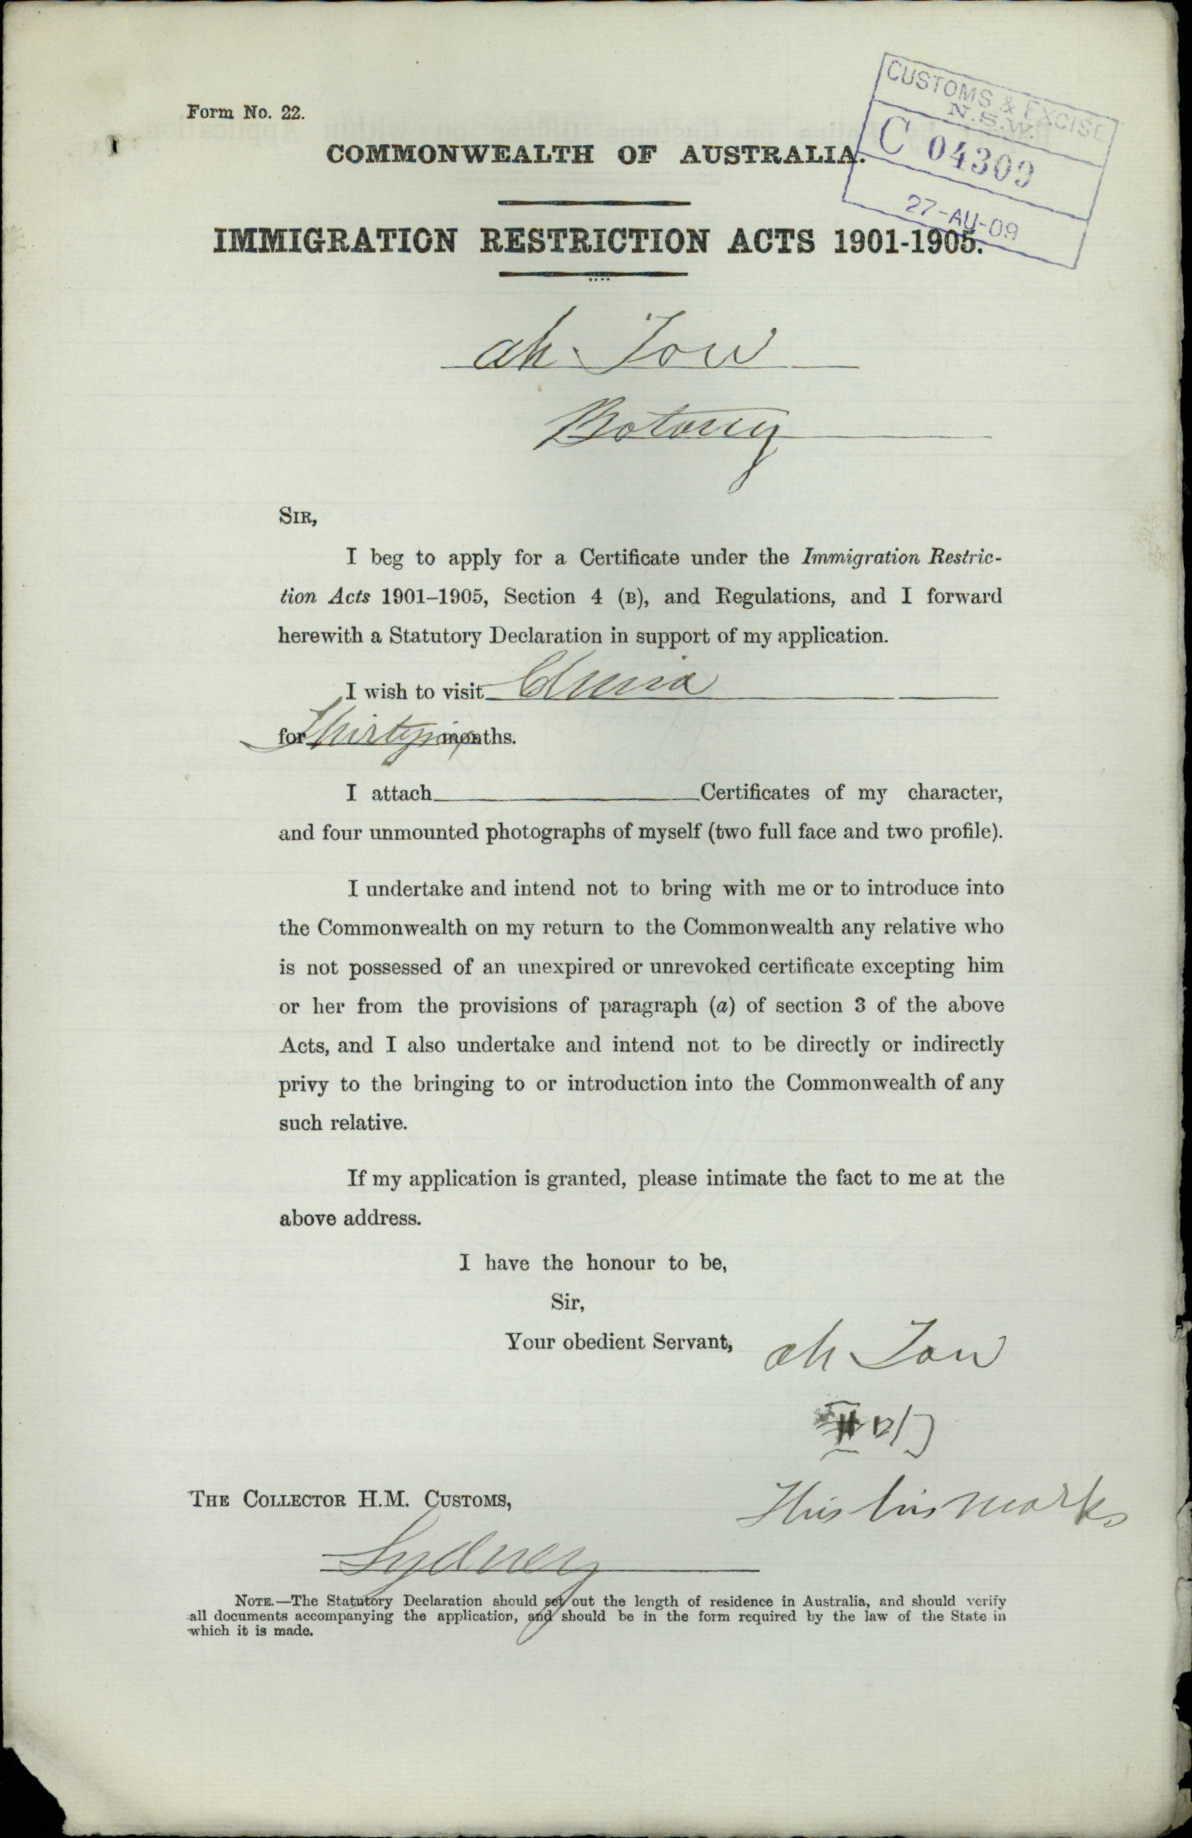 Form No. 22.
CUSTOMS & EXCISE
N.S.W.
C 04309
27-AU-09
COMMONWEALTH OF AUSTRALIA.
IMMIGRATION RESTRICTION ACTS 1901-1905.
Ah Tow
Botany
SIR,
I beg to apply for a Certificate under the Immigration Restric-
tion Acts 1901–1905, Section 4 (B), and Regulations, and I forward
herewith a Statutory Declaration in support of my application.
I wish to visit China
for Thirtysix months.
I attach Certificates of my character,
and four unmounted photographs of myself (two full face and two profile).
I undertake and intend not to bring with me or to introduce into
the Commonwealth on my return to the Commonwealth any relative who
is not possessed of an unexpired or unrevoked certificate excepting him
or her from the provisions of paragraph (a) of section 3 of the above
Acts, and I also undertake and intend not to be directly or indirectly
privy to the bringing to or introduction into the Commonwealth of any
such relative.
If my application is granted, please intimate the fact to me at the
above address.
I have the honour to be,
Sir,
Your obedient Servant,
Ah Tow
His his marks
THE COLLECTOR H.M. CUSTOMS,
Sydney
NOTE.—The Statutory Declaration should set out the length of residence in Australia, and should verify
all documents accompanying the application, and should be in the form required by the law of the State in
which it is made.